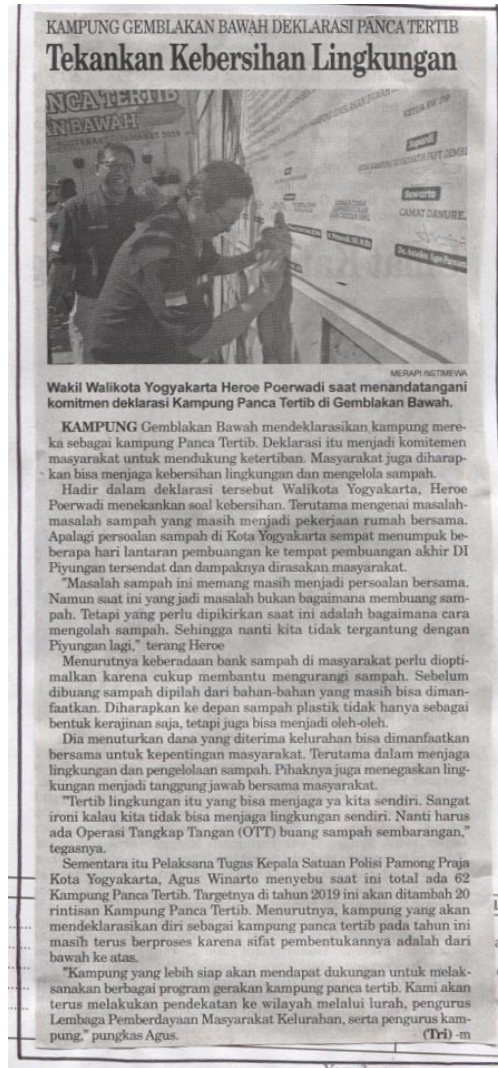 KAMPUNG GEMBLAKAN BAWAH DEKLARASI PANCA TERTIB
Tekankan Kebersihan Lingkungan
PANCA TERTIB
AN BAWAH
KETUA RW
Suwarto
CAMAT DANURE
MERAPI/ISTIMEWA
Wakil Walikota Yogyakarta Heroe Poerwadi saat menandatangani
komitmen deklarasi Kampung Panca Tertib di Gemblakan Bawah.
KAMPUNG Gemblakan Bawah mendeklarasikan kampung mere-
ka sebagai kampung Panca Tertib. Deklarasi itu menjadi komitemen
masyarakat untuk mendukung ketertiban. Masyarakat juga diharap-
kan bisa menjaga kebersihan lingkungan dan mengelola sampah.
Hadir dalam deklarasi tersebut Walikota Yogyakarta, Heroe
Poerwadi menekankan soal kebersihan. Terutama mengenai masalah-
masalah sampah yang masih menjadi pekerjaan rumah bersama.
Apalagi persoalan sampah di Kota Yogyakarta sempat menumpuk be-
berapa hari lantaran pembuangan ke tempat pembuangan akhir DI
Piyungan tersendat dan dampaknya dirasakan masyarakat.
"Masalah sampah ini memang masih menjadi persoalan bersama.
Namun saat ini yang jadi masalah bukan bagaimana membuang sam-
pah. Tetapi yang perlu dipikirkan saat ini adalah bagaimana cara
mengolah sampah. Sehingga nanti kita tidak tergantung dengan
Piyungan lagi," terang Heroe
Menurutnya keberadaan bank sampah di masyarakat perlu diopti-
malkan karena cukup membantu mengurangi sampah. Sebelum
dibuang sampah dipilah dari bahan-bahan yang masih bisa diman-
faatkan. Diharapkan ke depan sampah plastik tidak hanya sebagai
bentuk kerajinan saja, tetapi juga bisa menjadi oleh-oleh.
Dia menuturkan dana yang diterima kelurahan bisa dimanfaatkan
bersama untuk kepentingan masyarakat. Terutama dalam menjaga
lingkungan dan pengelolaan sampah. Pihaknya juga menegaskan ling-
kungan menjadi tanggung jawab bersama masyarakat.
"Tertib lingkungan itu yang bisa menjaga ya kita sendiri. Sangat
ironi kalau kita tidak bisa menjaga lingkungan sendiri. Nanti harus
ada Operasi Tangkap Tangan (OTT) buang sampah sembarangan,"
tegasnya.
Sementara itu Pelaksana Tugas Kepala Satuan Polisi Pamong Praja
Kota Yogyakarta, Agus Winarto menyebu saat ini total ada 62
Kampung Panca Tertib. Targetnya di tahun 2019 ini akan ditambah 20
rintisan Kampung Panca Tertib. Menurutnya, kampung yang akan
mendeklarasikan diri sebagai kampung panca tertib pada tahun ini
masih terus berproses karena sifat pembentukannya adalah dari
bawah ke atas.
"Kampung yang lebih siap akan mendapat dukungan untuk melak-
sanakan berbagai program gerakan kampung panca tertib. Kami akan
terus melakukan pendekatan ke wilayah melalui lurah, pengurus
Lembaga Pemberdayaan Masyarakat Kelurahan, serta pengurus kam-
pung," pungkas Agus. (Tri) -m